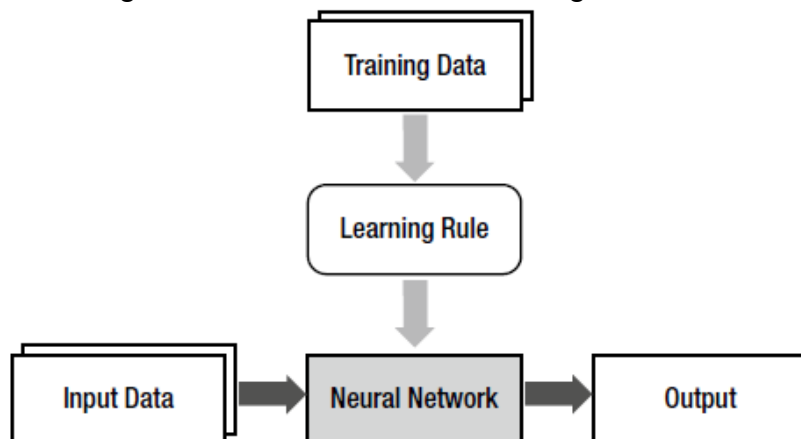 Training Data
Learning Rule
Input Data
Neural Network
Output